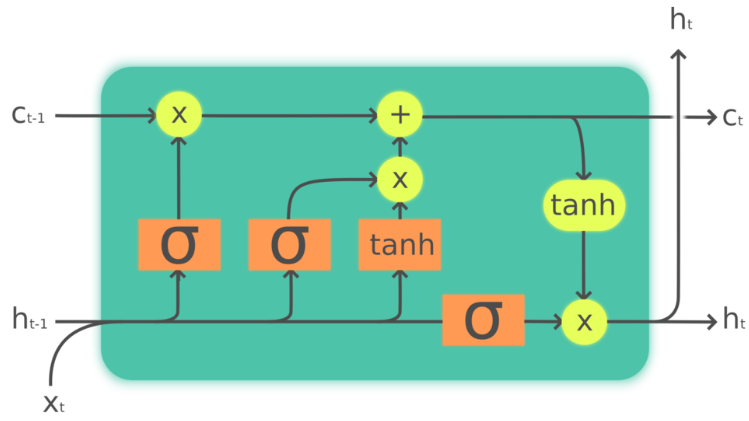 hₜ
cₜ₋₁ x + cₜ
x
tanh
σ σ tanh
hₜ₋₁ σ x hₜ
xₜ